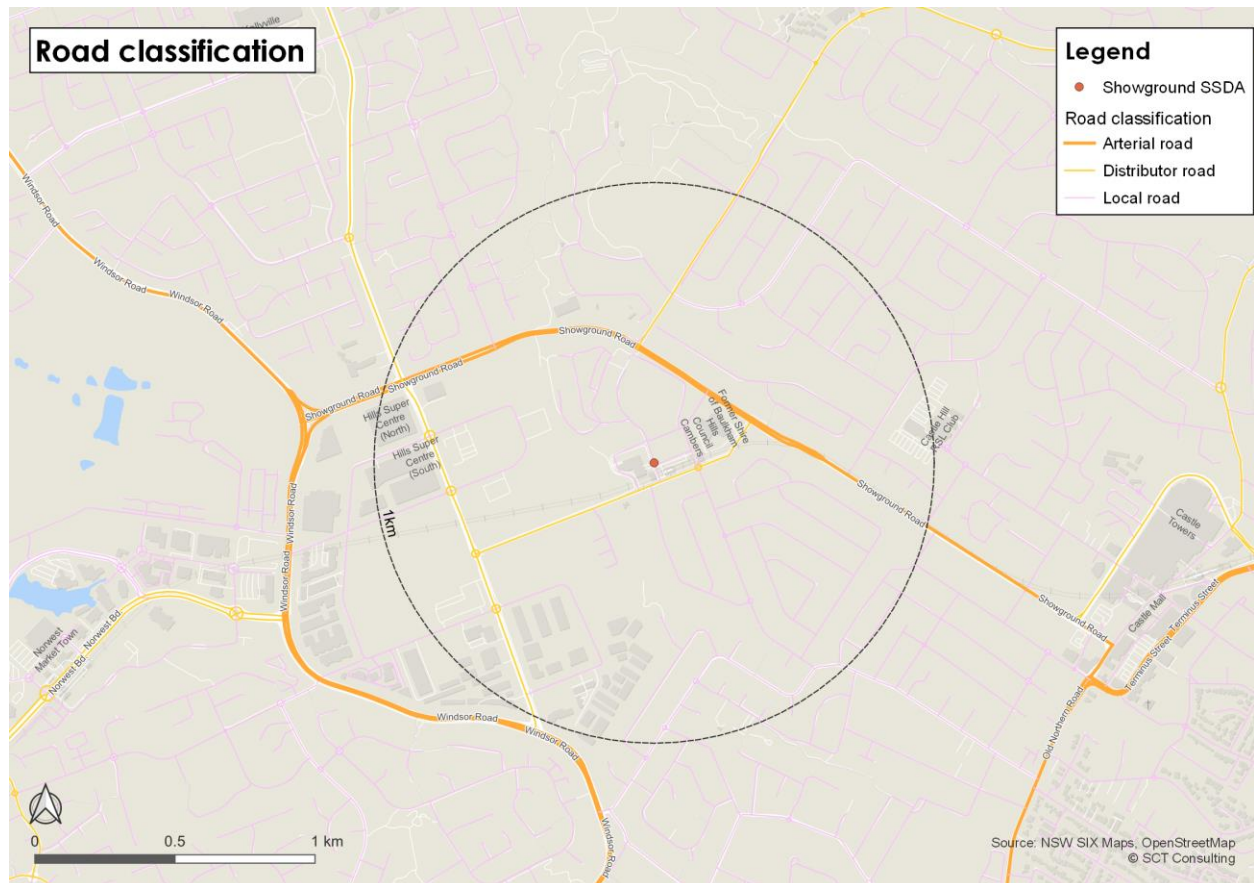 Road classification
Legend
Showground SSDA
Road classification
Arterial road
Distributor road
Local road
Windsor Road
Windsor Road
Windsor Road
Showground Road
Showground Road
Showground Road
Hills Super
Centre
(North)
Hills Super
Centre
(South)
Former Shire
of Baulkham
Hills
Council
Cambers
Castle Hill
RSL Club
Showground Road
1km
Windsor Road
Windsor Road
Windsor Road
Castle
Towers
Castle Mall
Showground Road
Terminus Street
Terminus Street
Old Northern Road
Norwest
Market Town
Norwest Bd
Norwest Bd
Windsor Road
Windsor Road
Windsor Road
0
0.5
1 km
Source: NSW SIX Maps, OpenStreetMap
© SCT Consulting